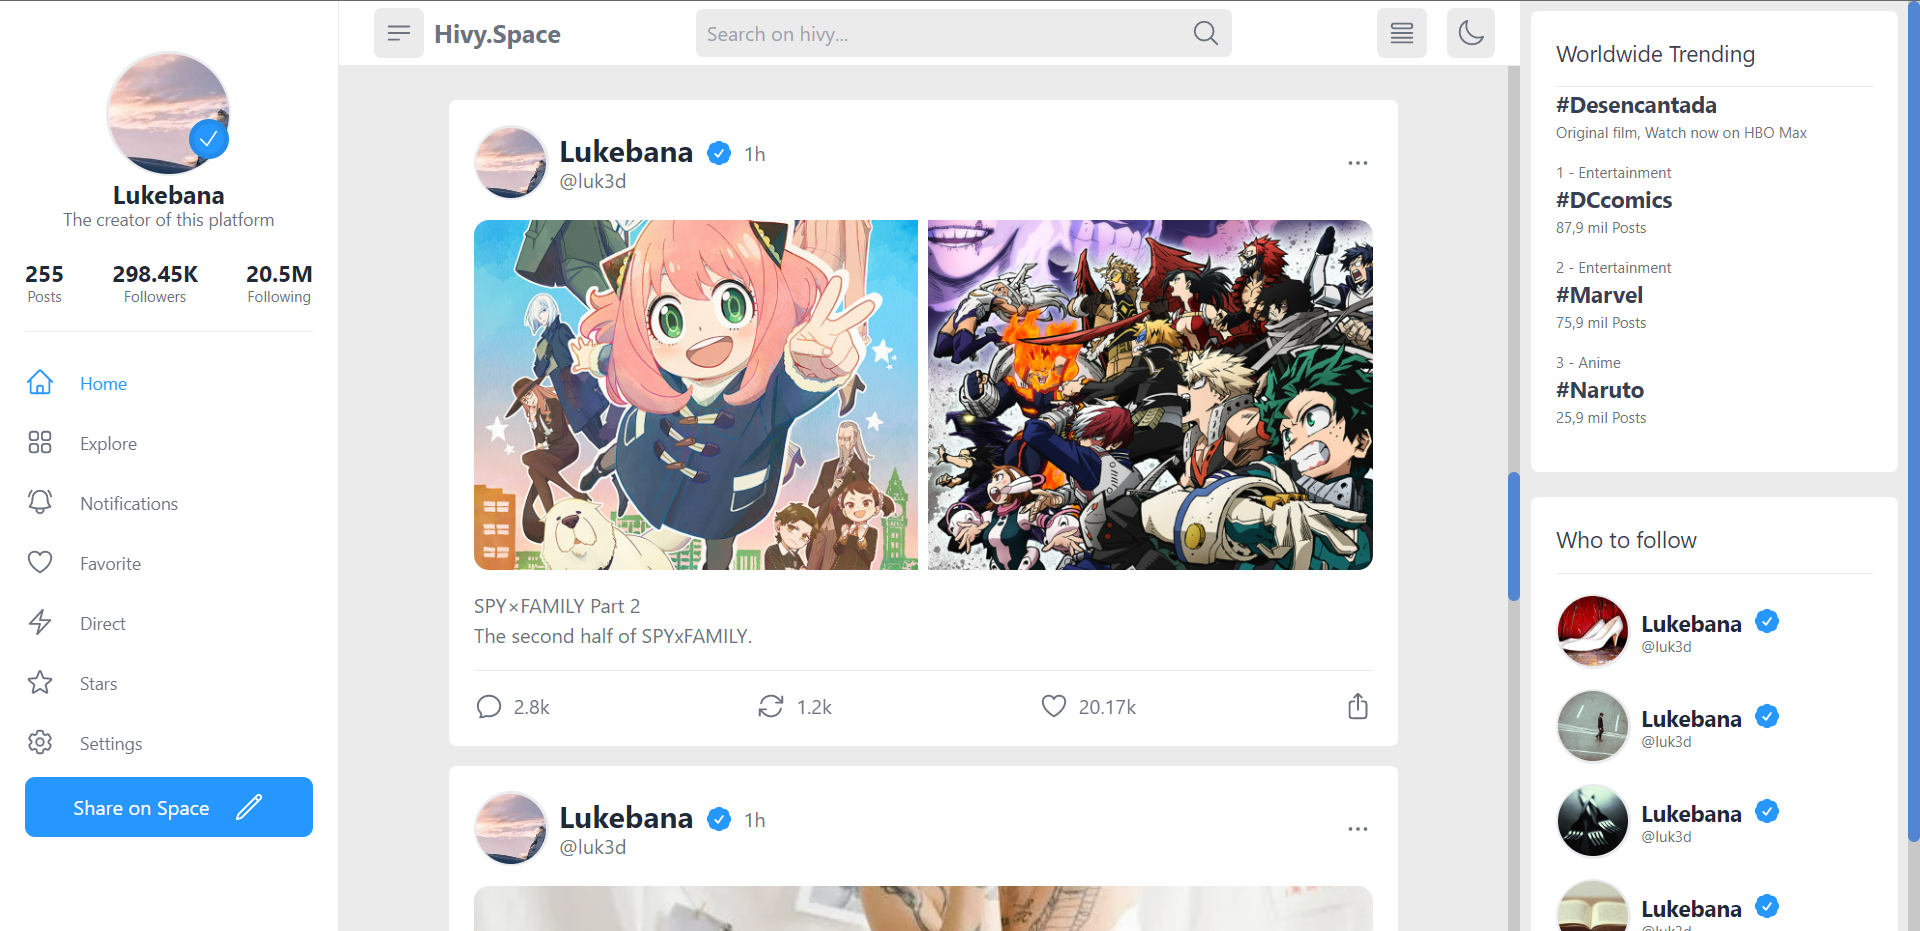 Lukebana
The creator of this platform
255
Posts
298.45K
Followers
20.5M
Following
Home
Explore
Notifications
Favorite
Direct
Stars
Settings
Share on Space
Hivy.Space
Search on hivy...
Lukebana 1h
@luk3d
SPY×FAMILY Part 2
The second half of SPYxFAMILY.
2.8k
1.2k
20.17k
Lukebana 1h
@luk3d
Worldwide Trending
#Desencantada
Original film, Watch now on HBO Max
1 - Entertainment
#DCcomics
87,9 mil Posts
2 - Entertainment
#Marvel
75,9 mil Posts
3 - Anime
#Naruto
25,9 mil Posts
Who to follow
Lukebana
@luk3d
Lukebana
@luk3d
Lukebana
@luk3d
Lukebana